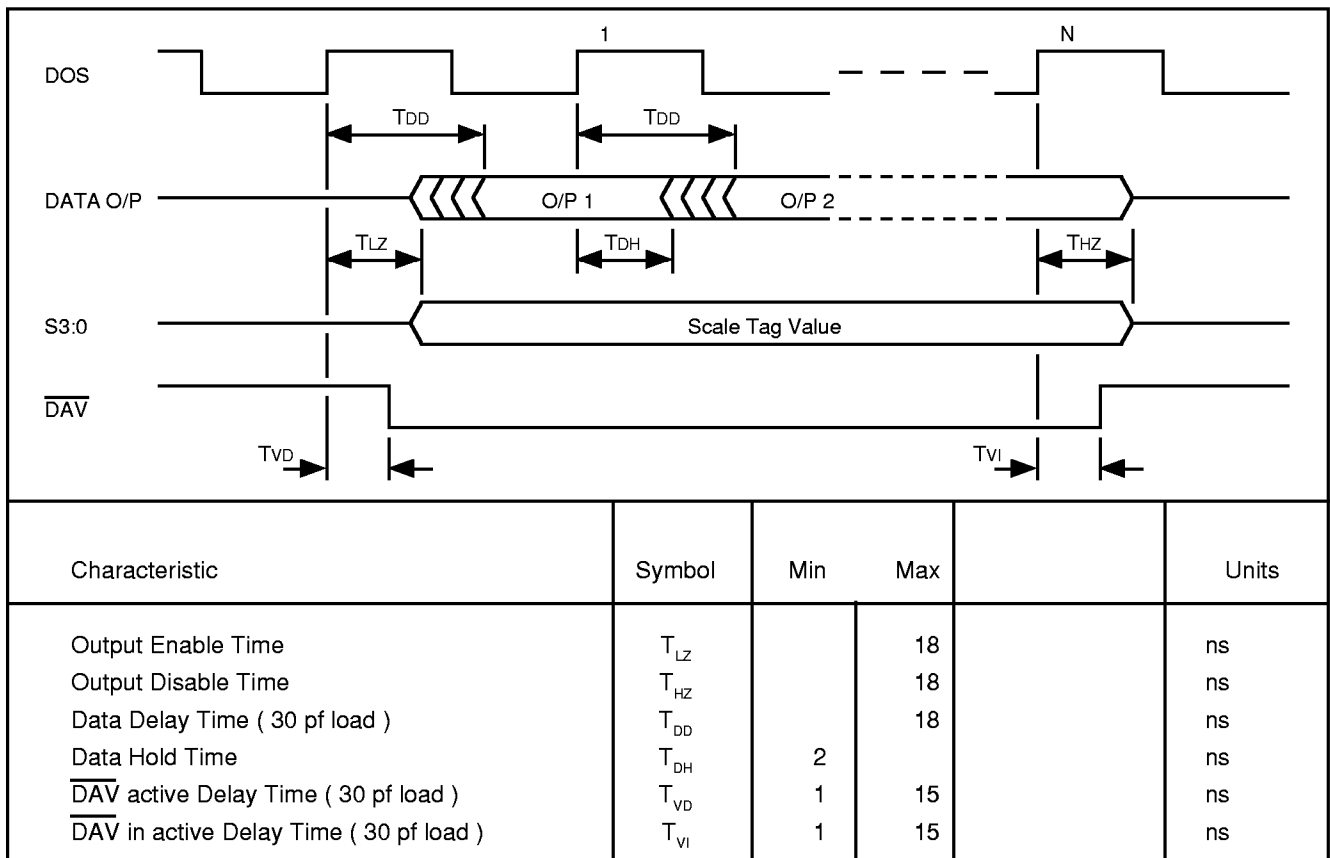 1 N
DOS
TDD TDD
DATA O/P O/P 1 O/P 2
TLZ TDH THZ
S3:0 Scale Tag Value
DAV
TVD TVI
Characteristic Symbol Min Max Units
Output Enable Time TLZ 18 ns
Output Disable Time THZ 18 ns
Data Delay Time ( 30 pf load ) TDD 18 ns
Data Hold Time TDH 2 ns
DAV active Delay Time ( 30 pf load ) TVD 1 15 ns
DAV in active Delay Time ( 30 pf load ) TVI 1 15 ns